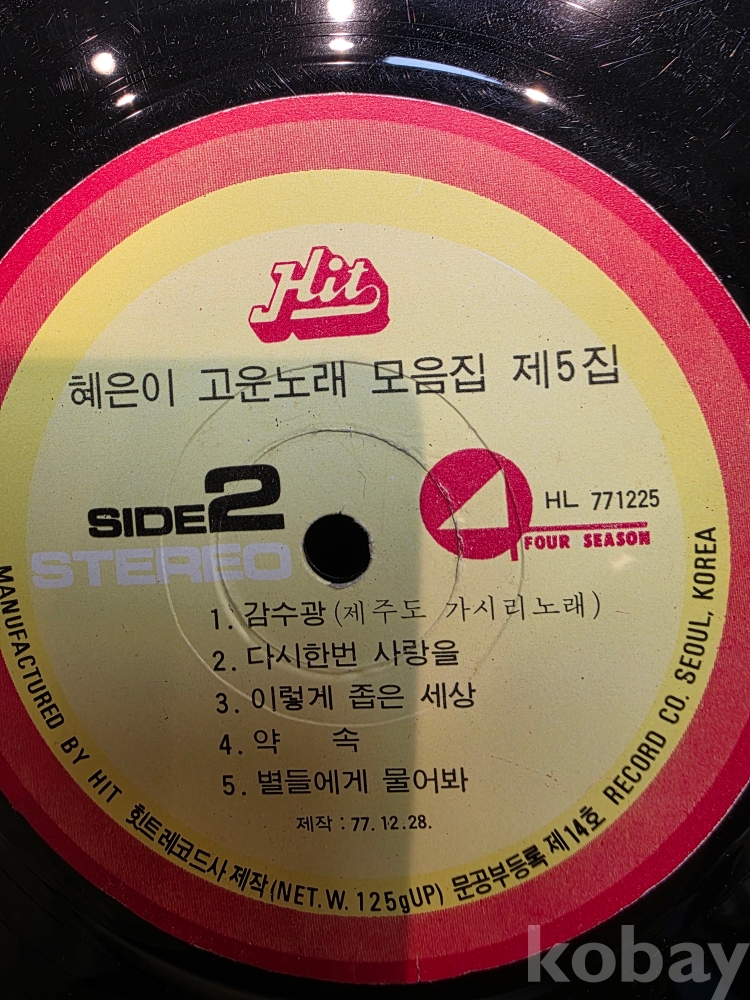 Hit
혜은이 고운노래 모음집 제5집
SIDE 2
STEREO
4
HL 771225
FOUR SEASON
1. 감수광 (제주도 가시리노래)
2. 다시한번 사랑을
3. 이렇게 좁은 세상
4. 약 속
5. 별들에게 물어봐
제작 : 77. 12. 28.
MANUFACTURED BY HIT 힛트레코드사 제작 (NET. W. 125gUP) 문공부등록 제14호 RECORD CO. SEOUL, KOREA
kobay